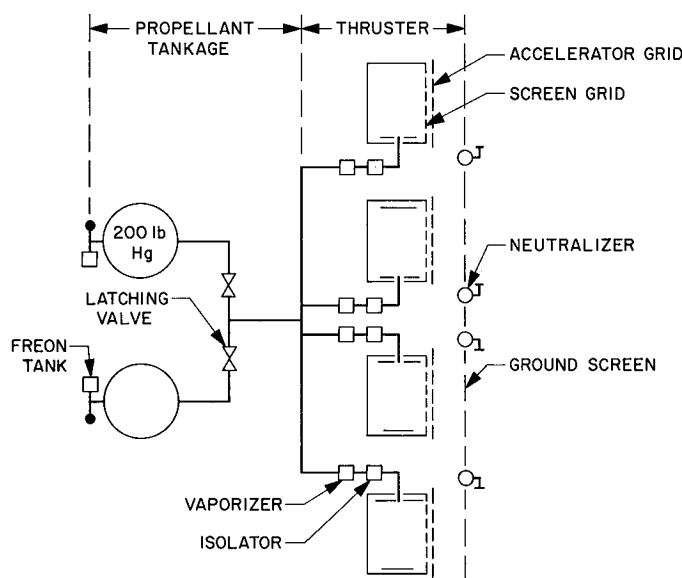 PROPELLANT
TANKAGE
THRUSTER
ACCELERATOR GRID
SCREEN GRID
200 lb
Hg
NEUTRALIZER
LATCHING
VALVE
FREON
TANK
GROUND SCREEN
VAPORIZER
ISOLATOR